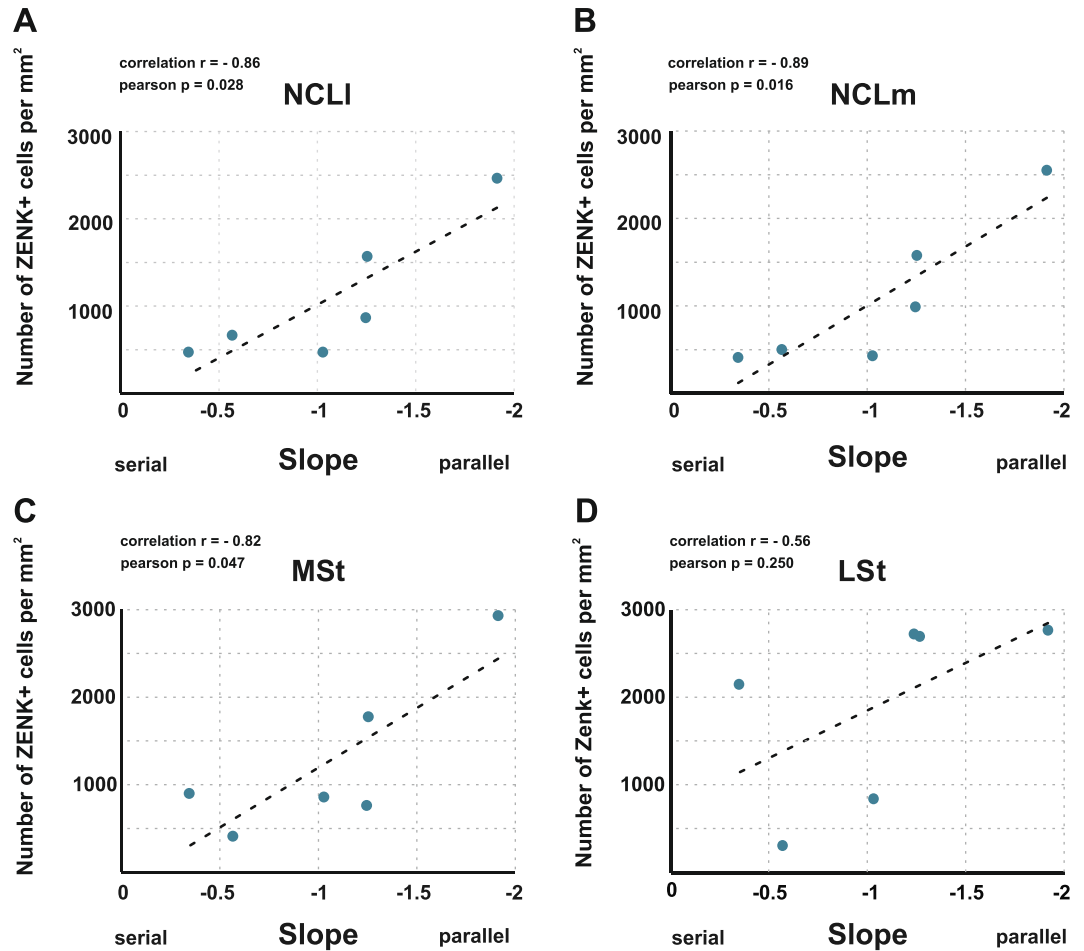 A
correlation r = - 0.86
pearson p = 0.028
NCLl
Number of ZENK+ cells per mm²
3000
2000
1000
0 -0.5 -1 -1.5 -2
serial Slope parallel
B
correlation r = - 0.89
pearson p = 0.016
NCLm
Number of ZENK+ cells per mm²
3000
2000
1000
0 -0.5 -1 -1.5 -2
serial Slope parallel
C
correlation r = - 0.82
pearson p = 0.047
MSt
Number of ZENK+ cells per mm²
3000
2000
1000
0 -0.5 -1 -1.5 -2
serial Slope parallel
D
correlation r = - 0.56
pearson p = 0.250
LSt
Number of Zenk+ cells per mm²
3000
2000
1000
0 -0.5 -1 -1.5 -2
serial Slope parallel